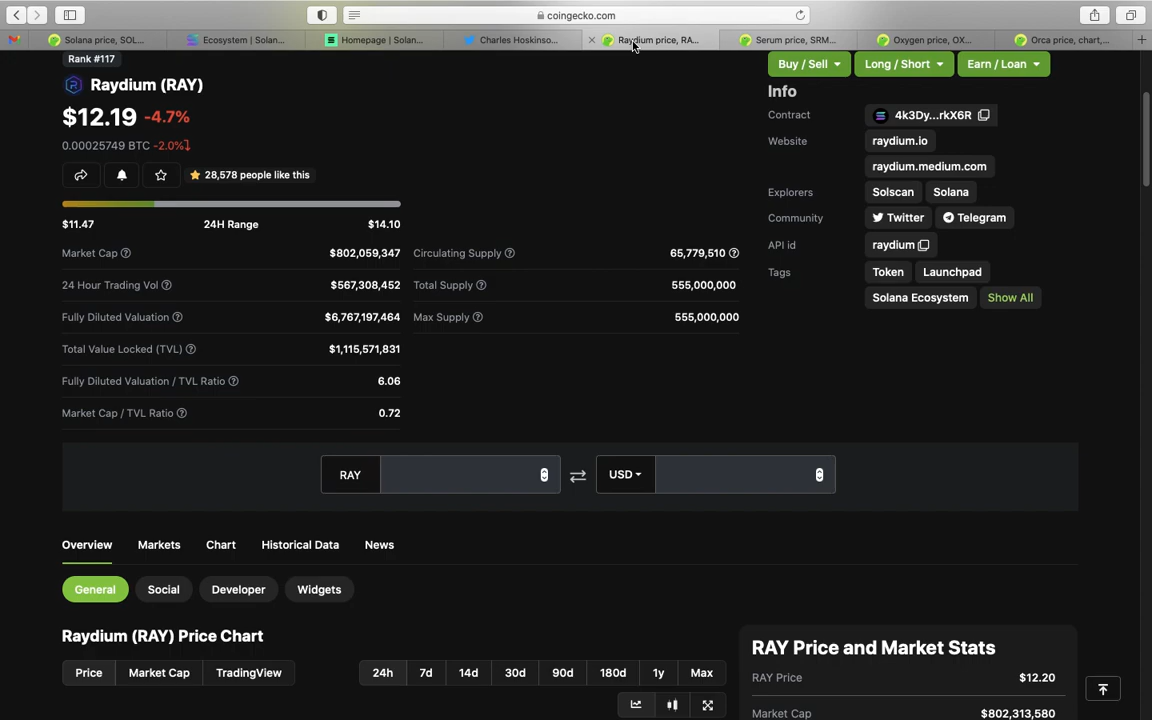 coingecko.com
Solana price, SOL...
Ecosystem | Solan...
Homepage | Solan...
Charles Hoskinso...
Raydium price, RA...
Serum price, SRM...
Oxygen price, OX...
Orca price, chart,...
Rank #117
Raydium (RAY)
$12.19 -4.7%
0.00025749 BTC -2.0%
28,578 people like this
$11.47 24H Range $14.10
Market Cap $802,059,347
24 Hour Trading Vol $567,308,452
Fully Diluted Valuation $6,767,197,464
Total Value Locked (TVL) $1,115,571,831
Fully Diluted Valuation / TVL Ratio 6.06
Market Cap / TVL Ratio 0.72
Circulating Supply 65,779,510
Total Supply 555,000,000
Max Supply 555,000,000
Buy / Sell Long / Short Earn / Loan
Info
Contract 4k3Dy...rkX6R
Website raydium.io
raydium.medium.com
Explorers Solscan Solana
Community Twitter Telegram
API id raydium
Tags Token Launchpad
Solana Ecosystem Show All
RAY USD
Overview Markets Chart Historical Data News
General Social Developer Widgets
Raydium (RAY) Price Chart
Price Market Cap TradingView 24h 7d 14d 30d 90d 180d 1y Max
RAY Price and Market Stats
RAY Price $12.20
Market Cap $802,313,580